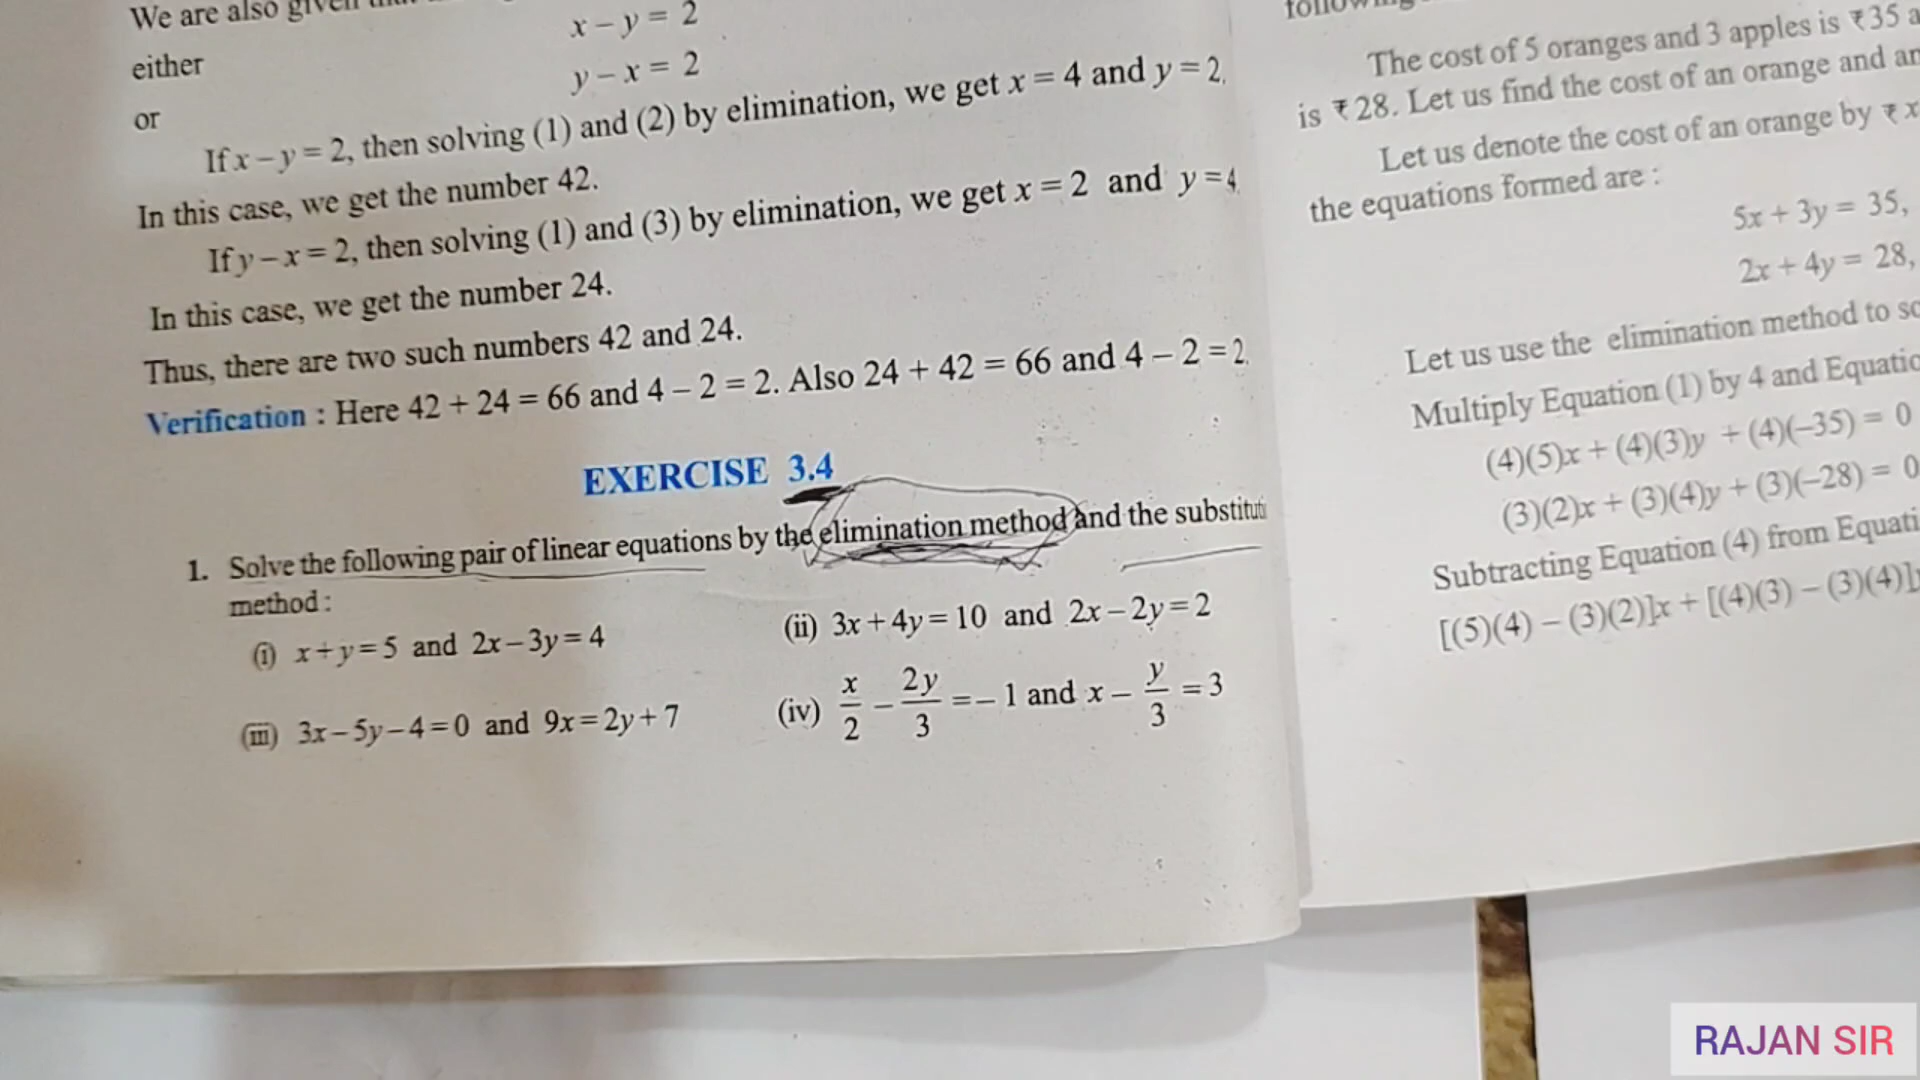 We are also given
x – y = 2
either
y – x = 2
or
If x – y = 2, then solving (1) and (2) by elimination, we get x = 4 and y = 2.
In this case, we get the number 42.
If y – x = 2, then solving (1) and (3) by elimination, we get x = 2 and y = 4
In this case, we get the number 24.
Thus, there are two such numbers 42 and 24.
Verification : Here 42 + 24 = 66 and 4 – 2 = 2. Also 24 + 42 = 66 and 4 – 2 = 2.
EXERCISE 3.4
1. Solve the following pair of linear equations by the elimination method and the substituti
method :
(i) x + y = 5 and 2x – 3y = 4
(ii) 3x + 4y = 10 and 2x – 2y = 2
(iii) 3x – 5y – 4 = 0 and 9x = 2y + 7
(iv) x/2 – 2y/3 = – 1 and x – y/3 = 3
The cost of 5 oranges and 3 apples is ₹ 35 a
is ₹ 28. Let us find the cost of an orange and an
Let us denote the cost of an orange by ₹ x
the equations formed are :
5x + 3y = 35,
2x + 4y = 28,
Let us use the elimination method to so
Multiply Equation (1) by 4 and Equatio
(4)(5)x + (4)(3)y + (4)(–35) = 0
(3)(2)x + (3)(4)y + (3)(–28) = 0
Subtracting Equation (4) from Equati
[(5)(4) – (3)(2)]x + [(4)(3) – (3)(4)]y
RAJAN SIR